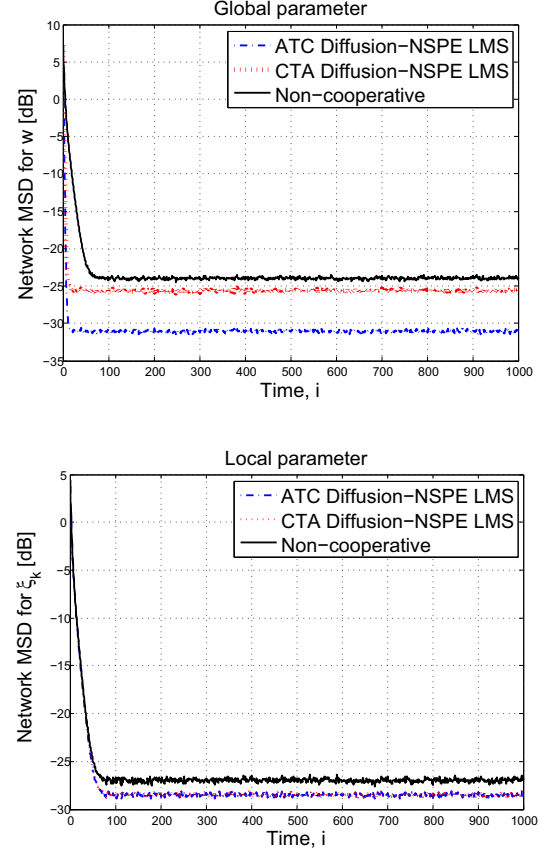 Global parameter
10
5
0
−5
−10
−15
−20
−25
−30
−35
Network MSD for w [dB]
ATC Diffusion−NSPE LMS
CTA Diffusion−NSPE LMS
Non−cooperative
0 100 200 300 400 500 600 700 800 900 1000
Time, i
Local parameter
5
0
−5
−10
−15
−20
−25
−30
Network MSD for ξk [dB]
ATC Diffusion−NSPE LMS
CTA Diffusion−NSPE LMS
Non−cooperative
0 100 200 300 400 500 600 700 800 900 1000
Time, i